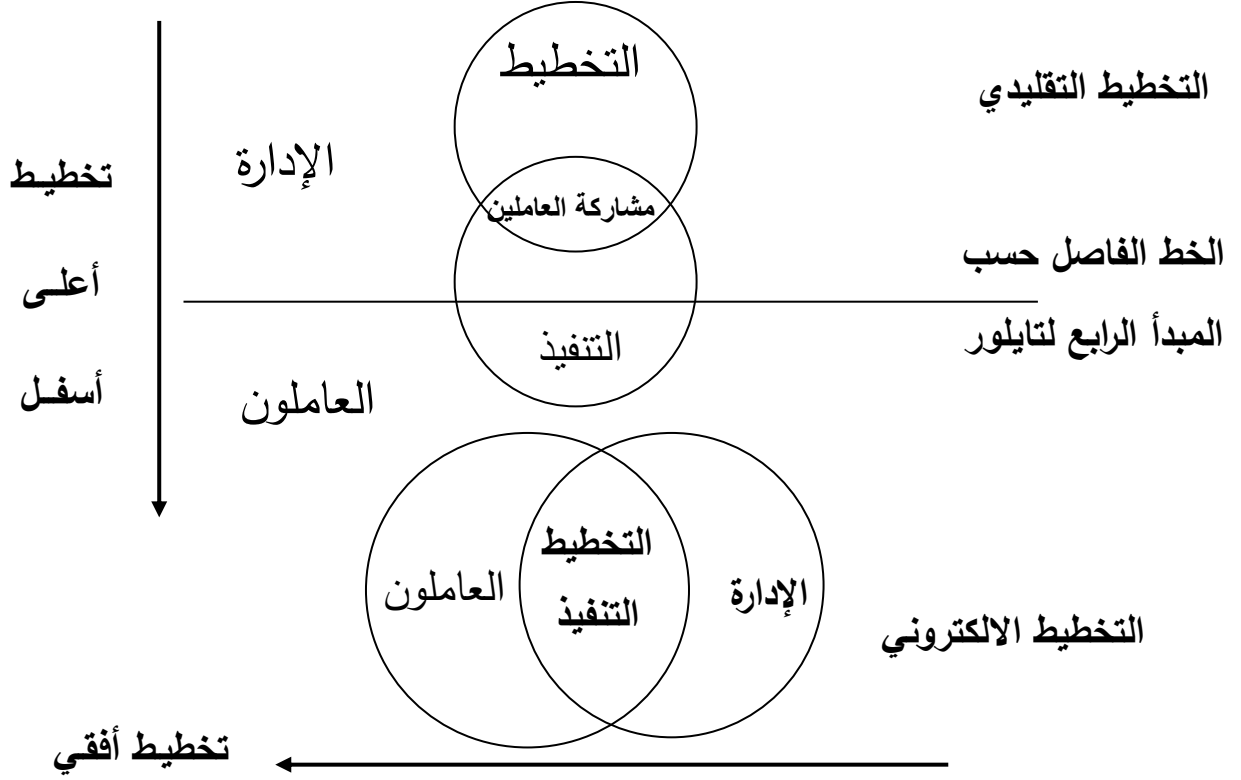 التخطيط
التخطيط التقليدي
الإدارة
تخطيط
أعلى
أسفل
مشاركة العاملين
الخط الفاصل حسب
المبدأ الرابع لتايلور
التنفيذ
العاملون
التخطيط
التنفيذ
الإدارة
العاملون
التخطيط الالكتروني
تخطيط أفقي